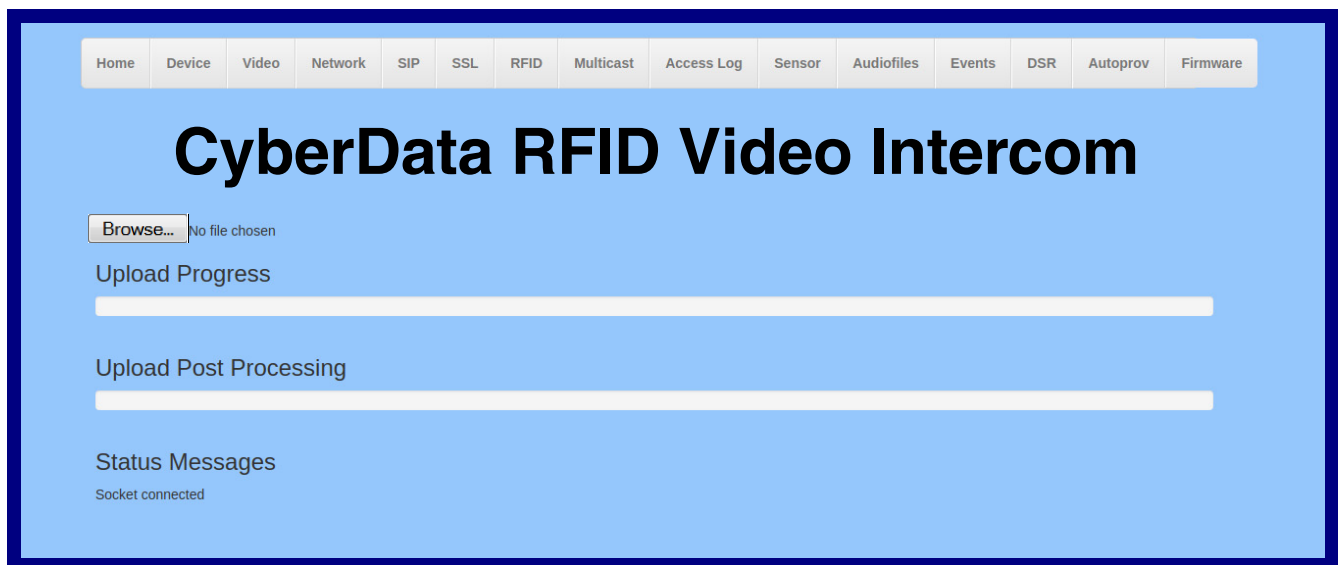 Home Device Video Network SIP SSL RFID Multicast Access Log Sensor Audiofiles Events DSR Autoprov Firmware
CyberData RFID Video Intercom
Browse... No file chosen
Upload Progress
Upload Post Processing
Status Messages
Socket connected